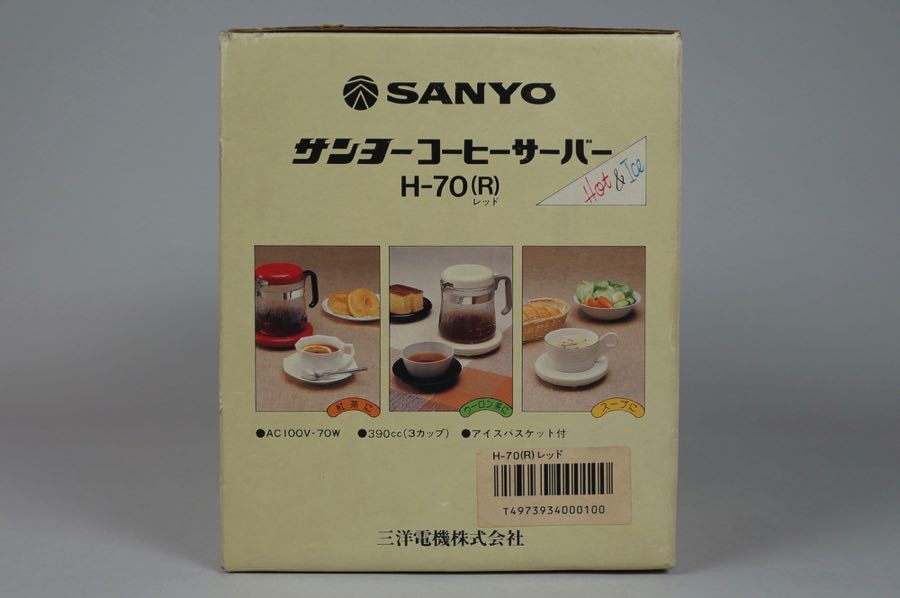 SANYO
サンヨーコーヒーサーバー
H-70(R)
レッド
Hot & Ice
紅茶に
ウーロン茶に
スープに
●AC100V-70W ●390cc(3カップ) ●アイスバスケット付
H-70(R)レッド
T4973934000100
三洋電機株式会社